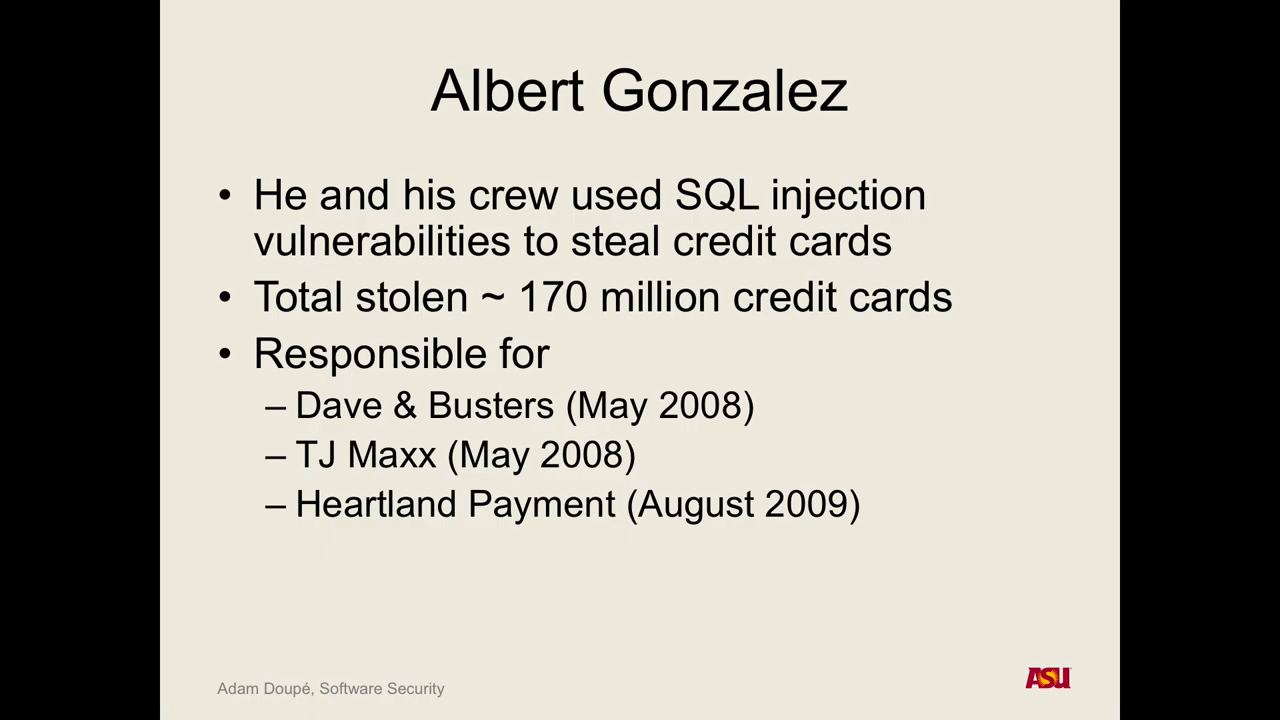 Albert Gonzalez
• He and his crew used SQL injection
vulnerabilities to steal credit cards
• Total stolen ~ 170 million credit cards
• Responsible for
– Dave & Busters (May 2008)
– TJ Maxx (May 2008)
– Heartland Payment (August 2009)
Adam Doupé, Software Security
ASU